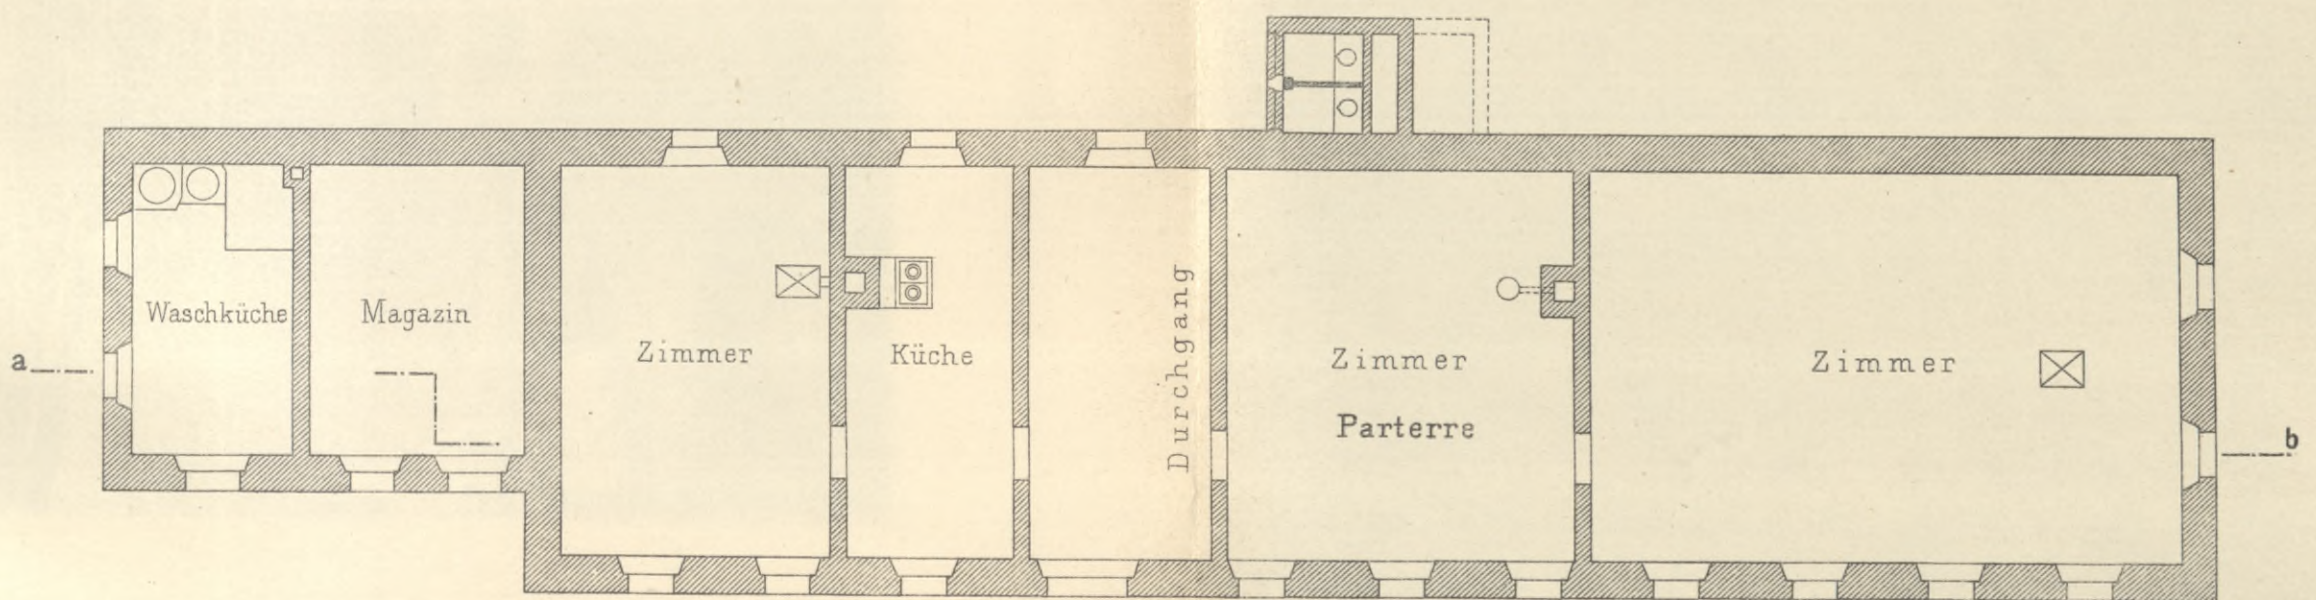 Waschküche
Magazin
Zimmer
Küche
Durchgang
Zimmer
Parterre
Zimmer
a
b